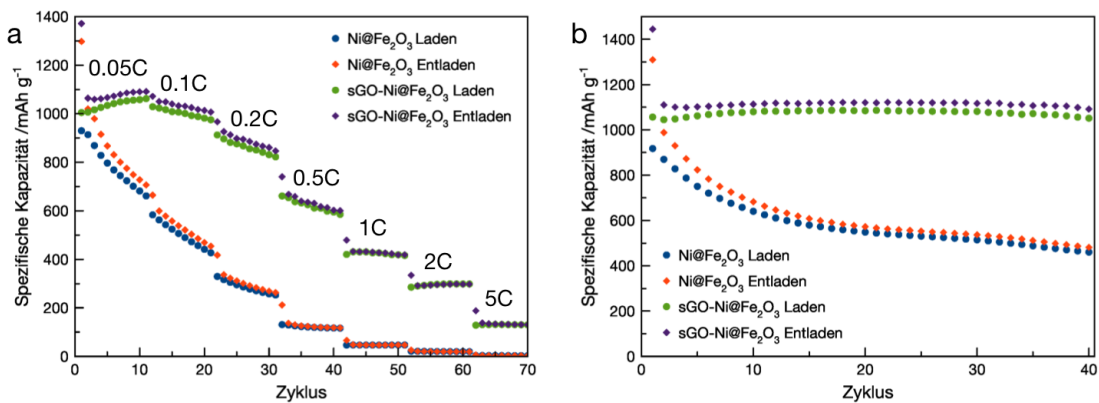 a
Spezifische Kapazität /mAh g⁻¹
1400
1200
1000
800
600
400
200
0
0.05C
0.1C
0.2C
0.5C
1C
2C
5C
Ni@Fe₂O₃ Laden
Ni@Fe₂O₃ Entladen
sGO-Ni@Fe₂O₃ Laden
sGO-Ni@Fe₂O₃ Entladen
0 10 20 30 40 50 60 70
Zyklus
b
Spezifische Kapazität /mAh g⁻¹
1400
1200
1000
800
600
400
200
0
Ni@Fe₂O₃ Laden
Ni@Fe₂O₃ Entladen
sGO-Ni@Fe₂O₃ Laden
sGO-Ni@Fe₂O₃ Entladen
0 10 20 30 40
Zyklus